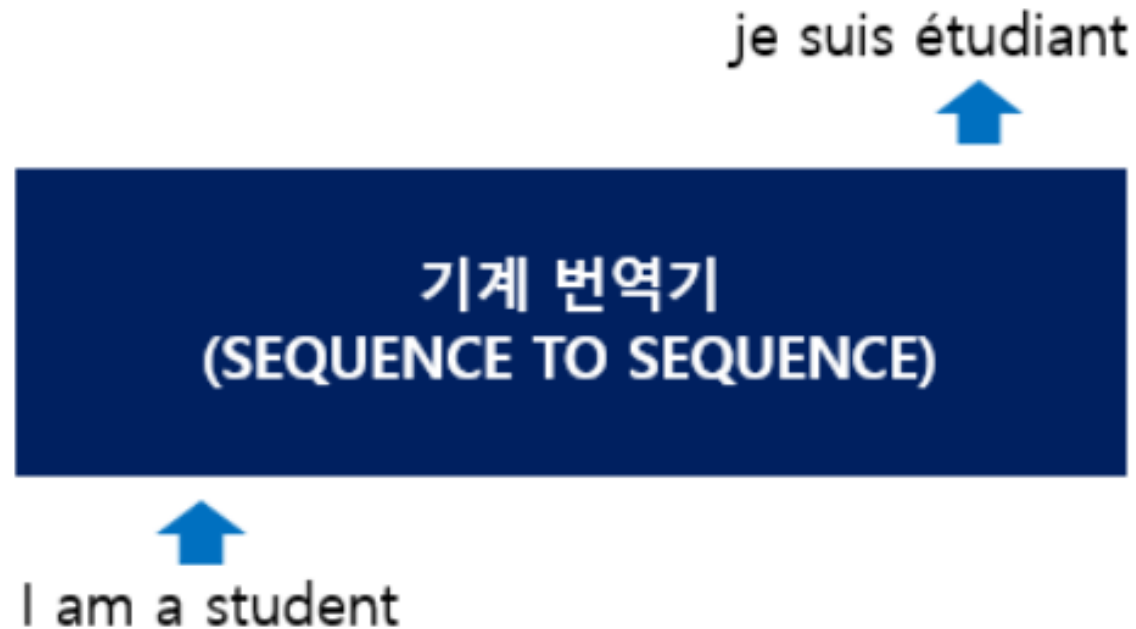 je suis étudiant
기계 번역기
(SEQUENCE TO SEQUENCE)
I am a student